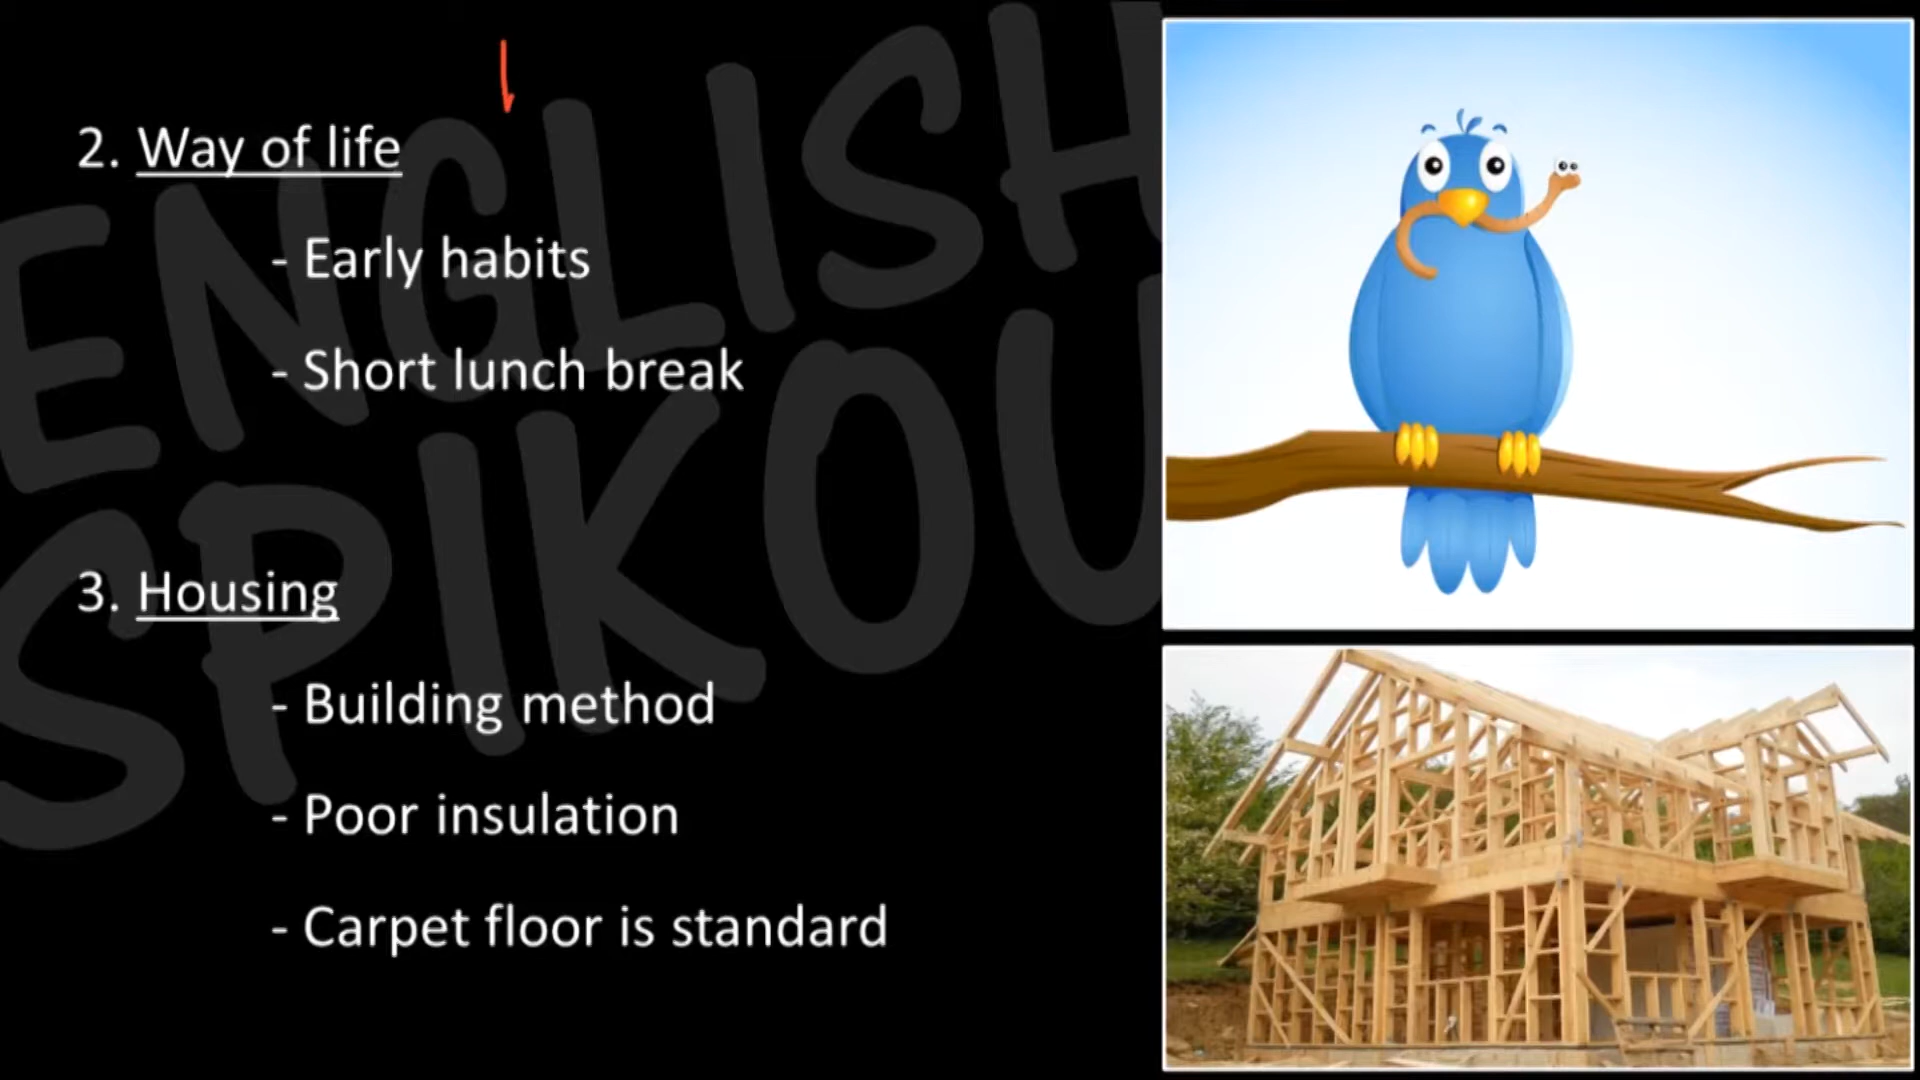 2. Way of life
- Early habits
- Short lunch break
3. Housing
- Building method
- Poor insulation
- Carpet floor is standard
ENGLISH
SPIKOU